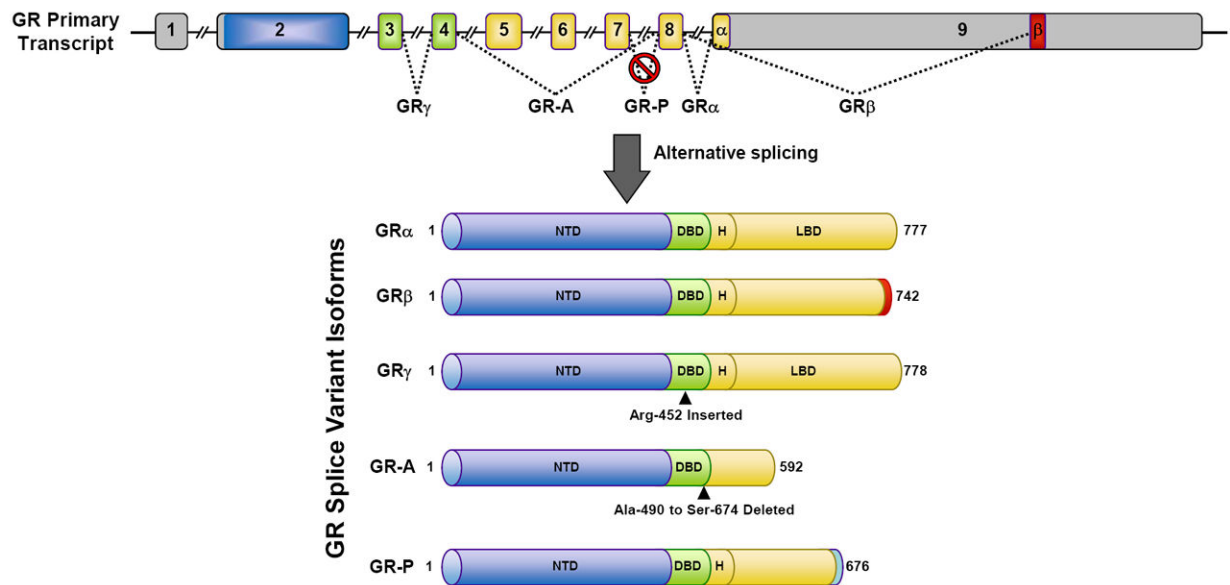 GR Primary
Transcript
1 2 3 4 5 6 7 8 α 9 β
GRγ GR-A GR-P GRα GRβ
Alternative splicing
GR Splice Variant Isoforms
GRα 1 NTD DBD H LBD 777
GRβ 1 NTD DBD H 742
GRγ 1 NTD DBD H LBD 778
Arg-452 Inserted
GR-A 1 NTD DBD 592
Ala-490 to Ser-674 Deleted
GR-P 1 NTD DBD H 676